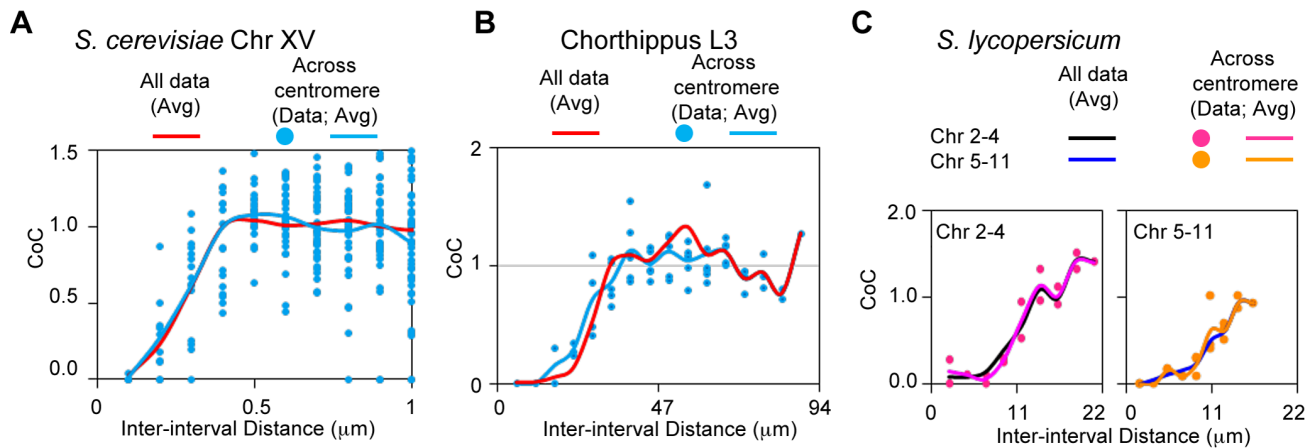 A
S. cerevisiae Chr XV
All data
(Avg)
Across
centromere
(Data; Avg)
1.5
1.0
0.5
0.0
CoC
0
0.5
1
Inter-interval Distance (μm)
B
Chorthippus L3
All data
(Avg)
Across
centromere
(Data; Avg)
2
1
0
CoC
0
47
94
Inter-interval Distance (μm)
C
S. lycopersicum
All data
(Avg)
Across
centromere
(Data; Avg)
Chr 2-4
Chr 5-11
2.0
1.0
0.0
CoC
Chr 2-4
Chr 5-11
0
11
22
0
11
22
Inter-interval Distance (μm)